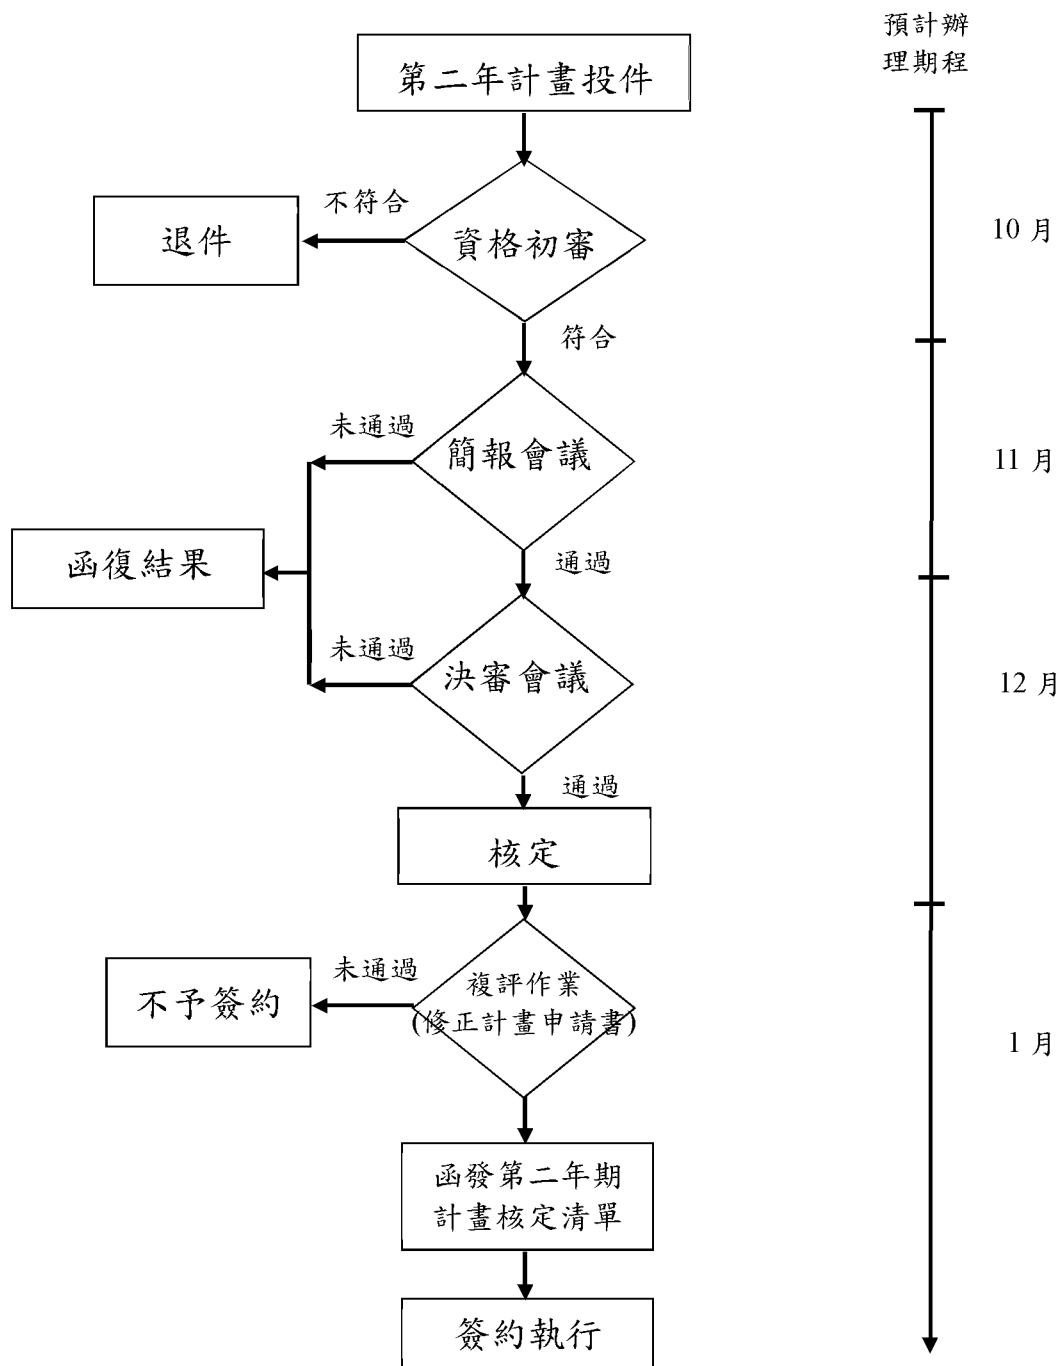 預計辦
理期程
第二年計畫投件
10 月
不符合
退件
資格初審
符合
未通過
簡報會議
11 月
函復結果
通過
未通過
決審會議
12 月
通過
核定
未通過
不予簽約
複評作業
(修正計畫申請書)
1 月
函發第二年期
計畫核定清單
簽約執行